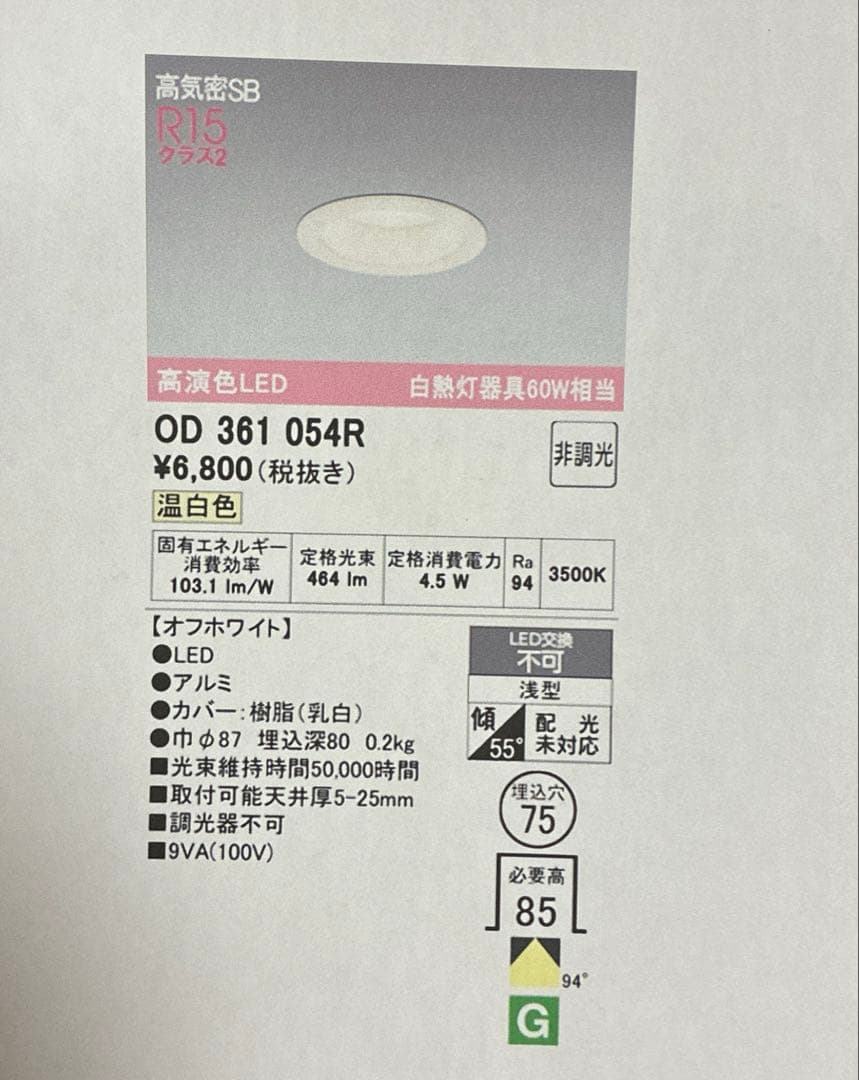 高気密SB
R15
クラス2
高演色LED 白熱灯器具60W相当
OD 361 054R
¥6,800(税抜き)
非調光
温白色
固有エネルギー
消費効率
103.1 lm/W
定格光束
464 lm
定格消費電力
4.5 W
Ra
94
3500K
【オフホワイト】
●LED
●アルミ
●カバー:樹脂(乳白)
●巾φ87 埋込深80 0.2kg
■光束維持時間50,000時間
■取付可能天井厚5-25mm
■調光器不可
■9VA(100V)
LED交換
不可
浅型
傾
55°
配光
未対応
埋込穴
75
必要高
85
94°
G